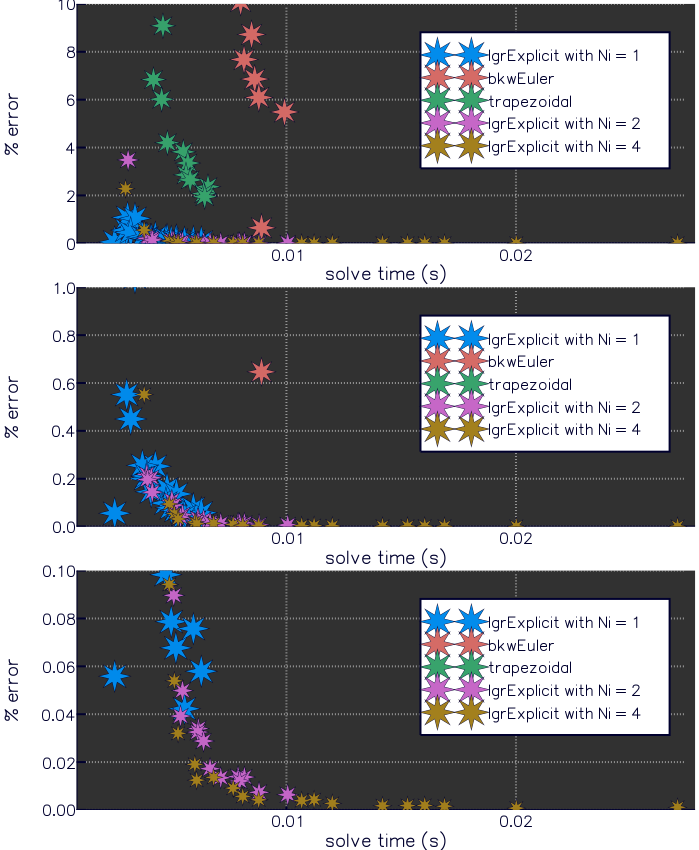 10
8
6
4
2
0
% error
0.01
0.02
solve time (s)
lgrExplicit with Ni = 1
bkwEuler
trapezoidal
lgrExplicit with Ni = 2
lgrExplicit with Ni = 4
1.0
0.8
0.6
0.4
0.2
0.0
% error
0.01
0.02
solve time (s)
lgrExplicit with Ni = 1
bkwEuler
trapezoidal
lgrExplicit with Ni = 2
lgrExplicit with Ni = 4
0.10
0.08
0.06
0.04
0.02
0.00
% error
0.01
0.02
solve time (s)
lgrExplicit with Ni = 1
bkwEuler
trapezoidal
lgrExplicit with Ni = 2
lgrExplicit with Ni = 4